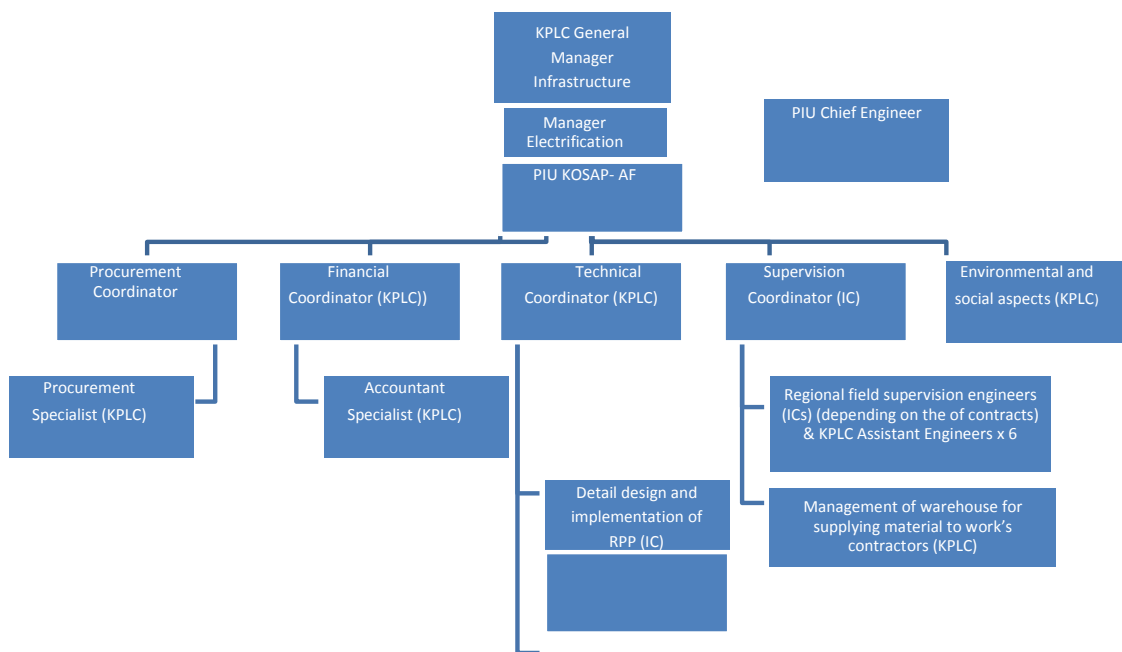 KPLC General
Manager
Infrastructure
PIU Chief Engineer
Manager
Electrification
PIU KOSAP- AF
Procurement
Coordinator
Financial
Coordinator (KPLC))
Technical
Coordinator (KPLC)
Supervision
Coordinator (IC)
Environmental and
social aspects (KPLC)
Procurement
Specialist (KPLC)
Accountant
Specialist (KPLC)
Regional field supervision engineers
(ICs) (depending on the of contracts)
& KPLC Assistant Engineers x 6
Detail design and
implementation of
RPP (IC)
Management of warehouse for
supplying material to work’s
contractors (KPLC)